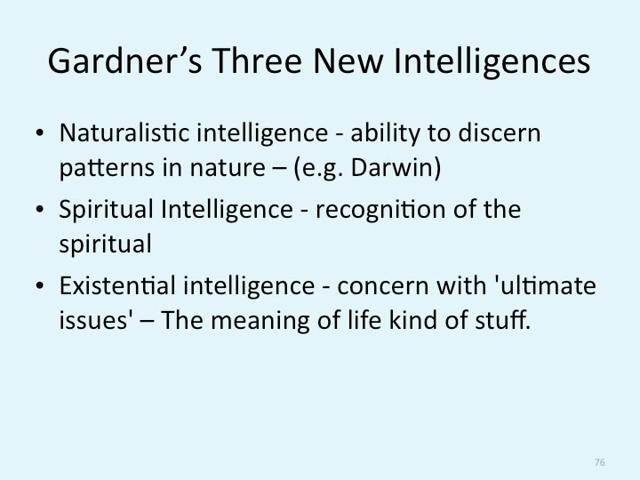 Gardner’s Three New Intelligences
• Naturalistic intelligence - ability to discern
patterns in nature – (e.g. Darwin)
• Spiritual Intelligence - recognition of the
spiritual
• Existential intelligence - concern with 'ultimate
issues' – The meaning of life kind of stuff.
76